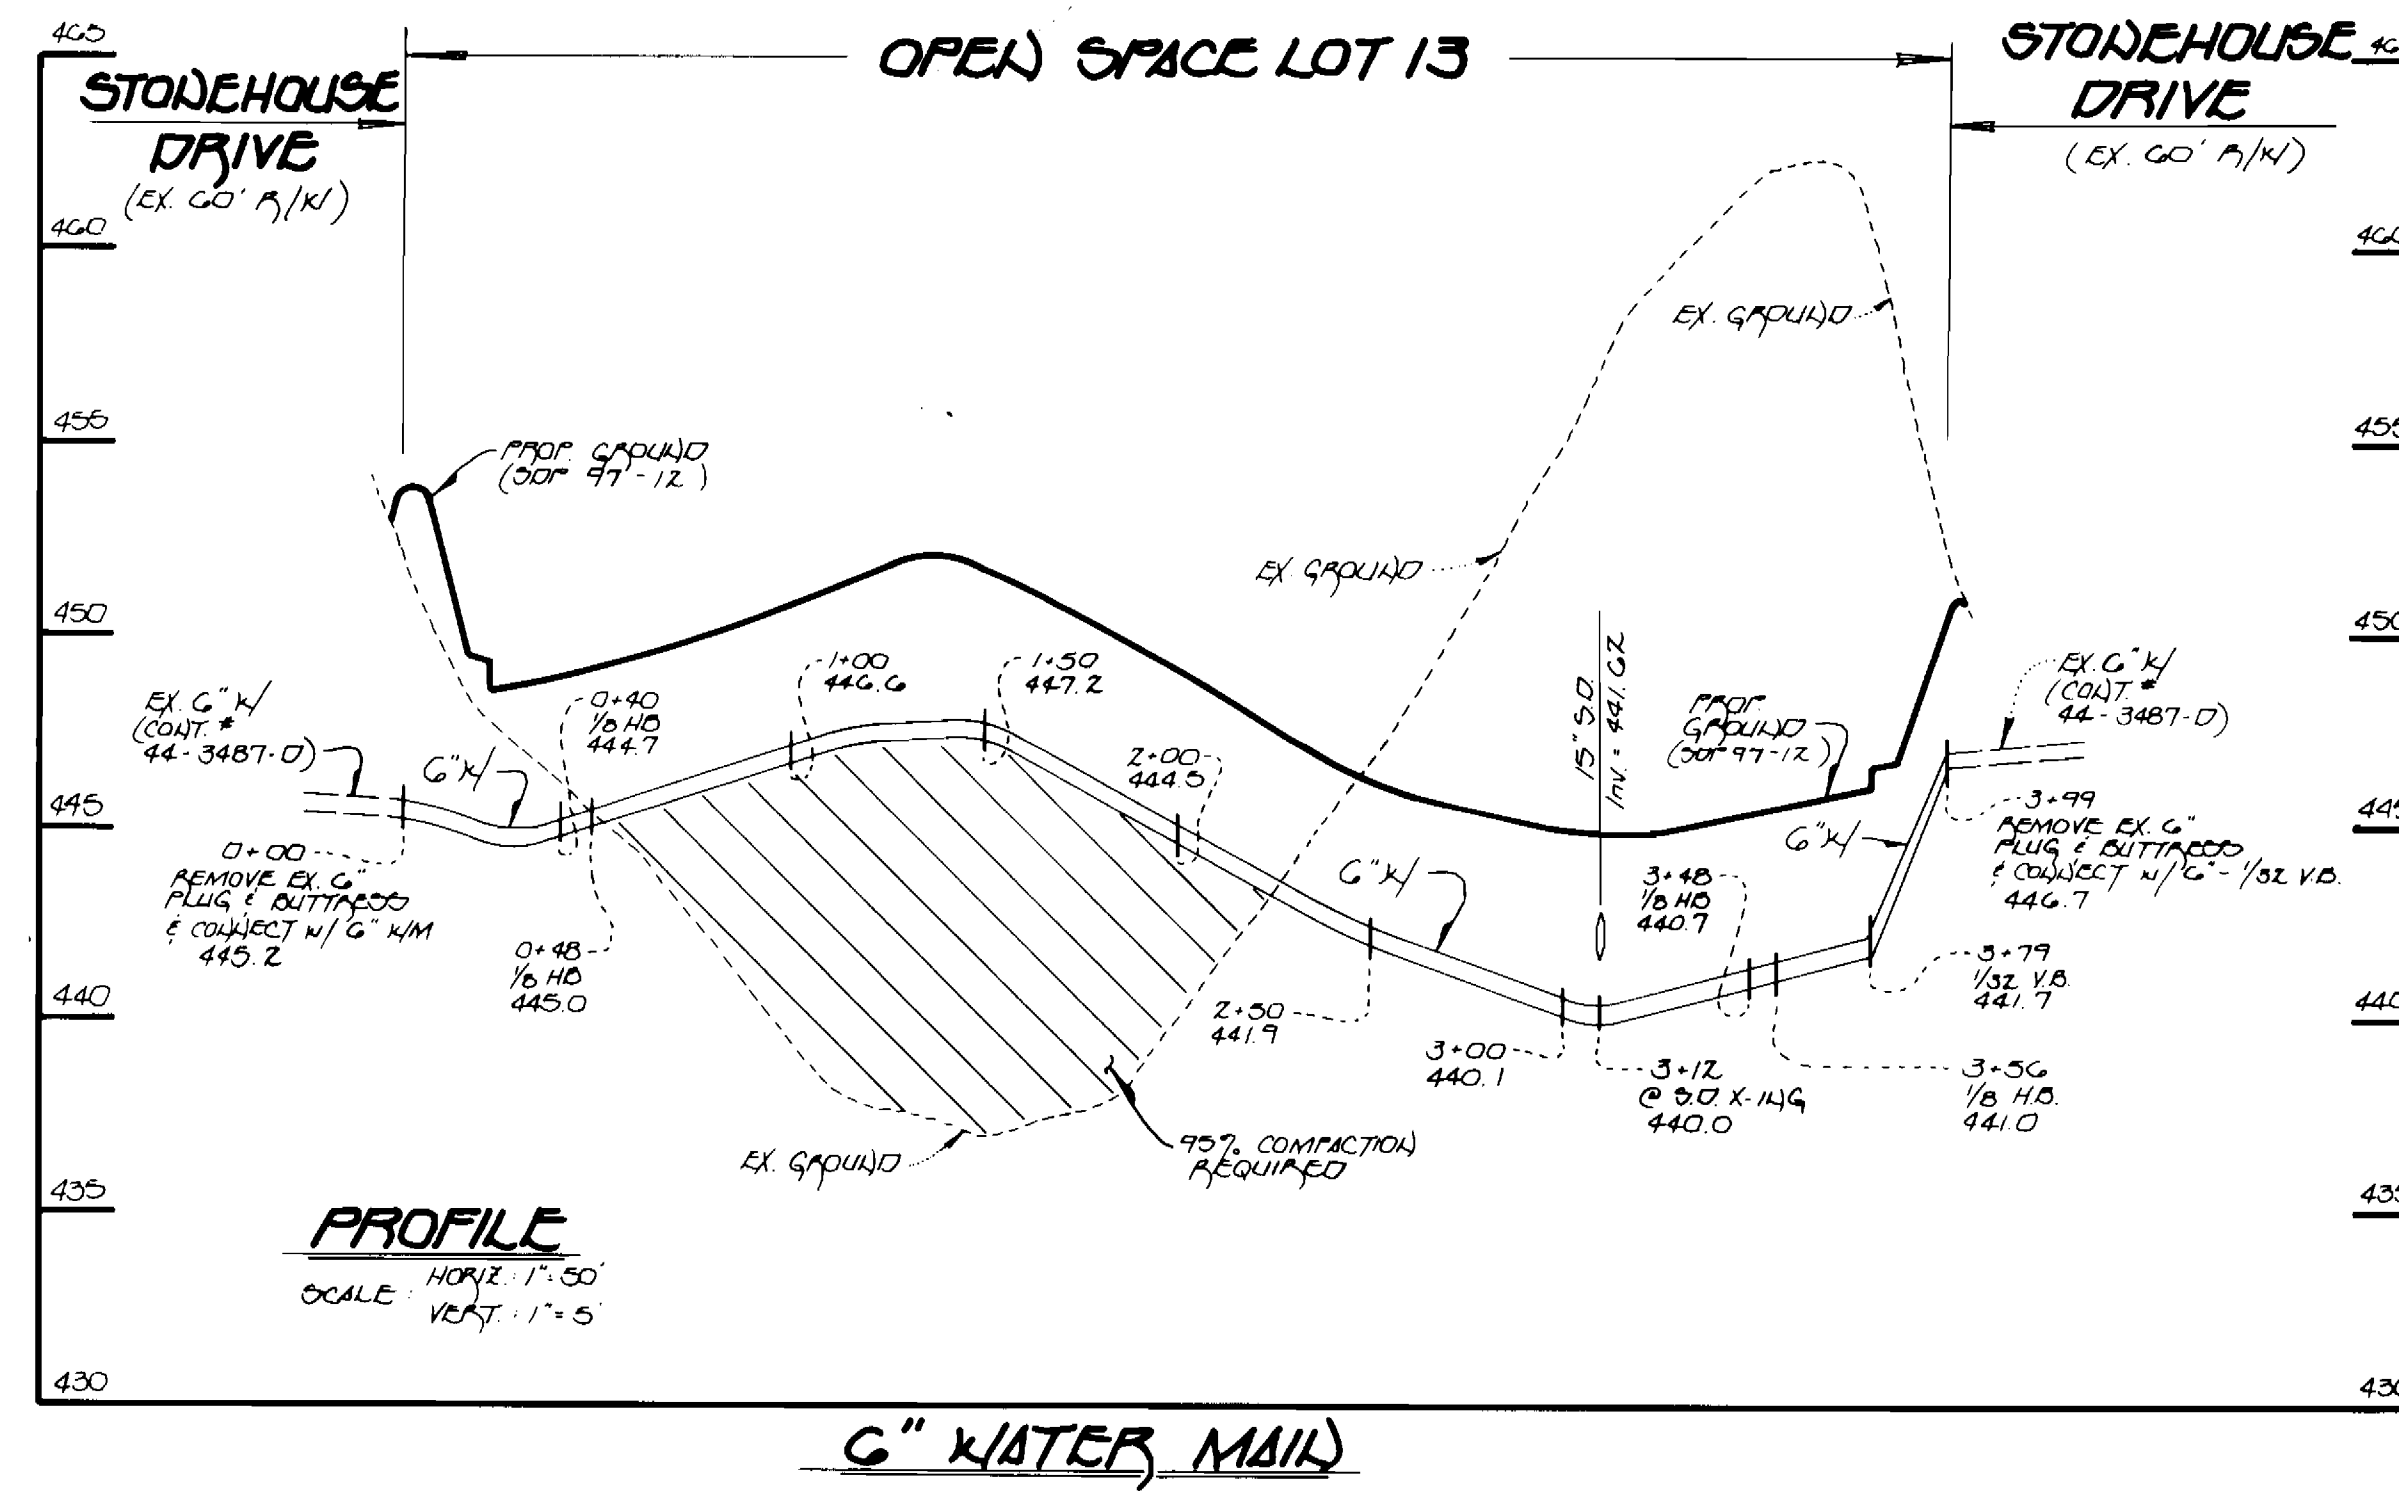 465
OPEN SPACE LOT 13
STONEHOUSE
DRIVE
(EX. 60' R/W)
STONEHOUSE
DRIVE
(EX. 60' R/W)
460
455
450
445
440
435
430
455
450
440
430
EX. GROUND
PROP. GROUND
(SDP 97-12)
EX. GROUND
EX. 6" W
(CONT. #
44-3487-D)
6" W
0+40
1/8 HB
444.7
1+00
446.6
1+50
447.2
2+00
444.5
15" S.D.
Inv. = 441.62
PROP.
GROUND
(SDP 97-12)
EX. 6" W
(CONT. #
44-3487-D)
0+00
REMOVE EX. 6"
PLUG & BUTTRESS
& CONNECT W/ 6" W/M
445.2
0+48
1/8 HB
445.0
6" W
3+48
1/8 HB
440.7
6" W
3+99
REMOVE EX. 6"
PLUG & BUTTRESS
& CONNECT W/ 6" - 1/32 V.B.
446.7
2+50
441.9
3+00
440.1
3+12
@ S.D. X-ING
440.0
3+79
1/32 V.B.
441.7
3+56
1/8 H.B.
441.0
EX. GROUND
95% COMPACTION
REQUIRED
PROFILE
SCALE : HORIZ. : 1" = 50'
VERT. : 1" = 5'
6" WATER MAIN